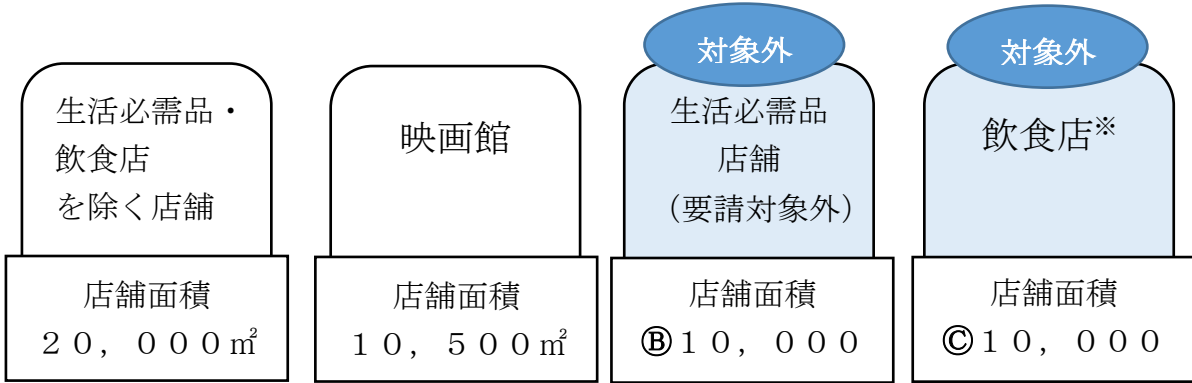 生活必需品・
飲食店
を除く店舗
店舗面積
２０，０００㎡
映画館
店舗面積
１０，５００㎡
対象外
生活必需品
店舗
（要請対象外）
店舗面積
Ⓑ１０，０００
対象外
飲食店※
店舗面積
Ⓒ１０，０００